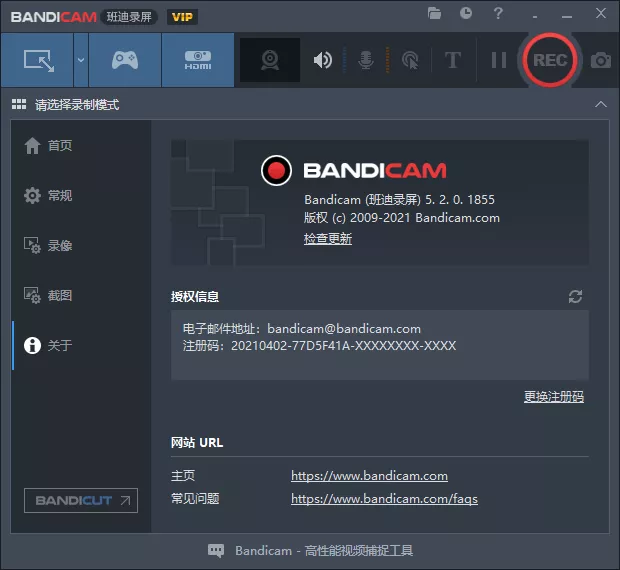 BANDICAM 班迪录屏 VIP
HDMI T REC
请选择录制模式
首页
常规
录像
截图
关于
BANDICUT
BANDICAM
Bandicam (班迪录屏) 5. 2. 0. 1855
版权 (c) 2009-2021 Bandicam.com
检查更新
授权信息
电子邮件地址: bandicam@bandicam.com
注册码: 20210402-77D5F41A-XXXXXXXX-XXXX
更换注册码
网站 URL
主页 https://www.bandicam.com
常见问题 https://www.bandicam.com/faqs
Bandicam - 高性能视频捕捉工具